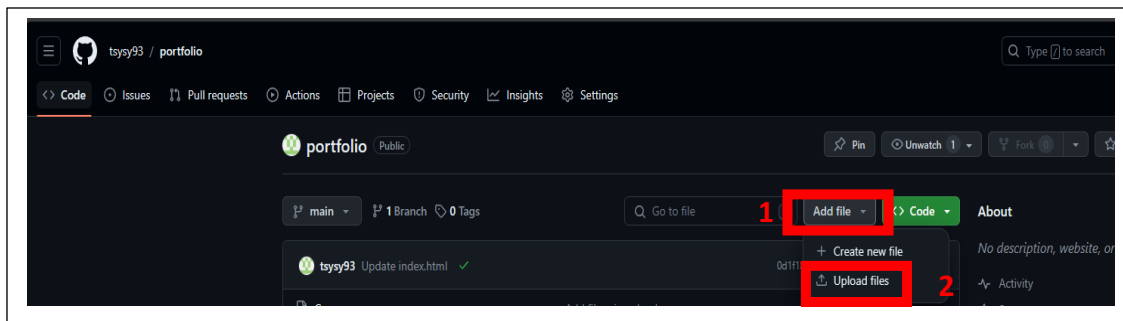 tsysy93 / portfolio
Type / to search
<> Code Issues Pull requests Actions Projects Security Insights Settings
portfolio Public
Pin Unwatch 1 Fork 0
main 1 Branch 0 Tags Go to file 1 Add file <> Code About
+ Create new file
No description, website, or
tsysy93 Update index.html
Upload files 2 Activity